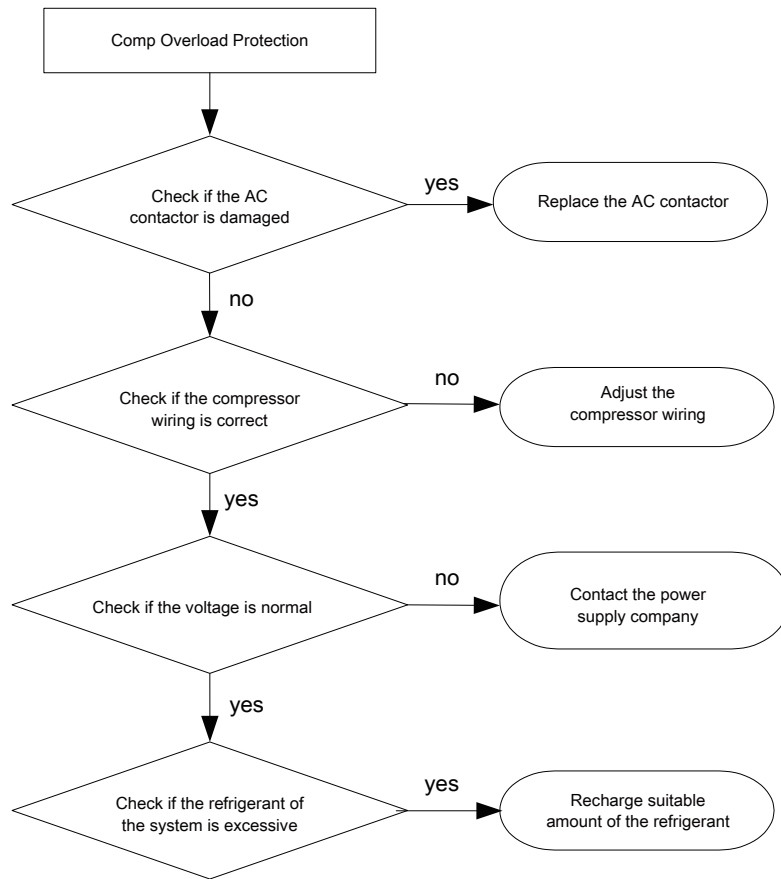 Comp Overload Protection
Check if the AC
contactor is damaged
yes
Replace the AC contactor
no
Check if the compressor
wiring is correct
no
Adjust the
compressor wiring
yes
Check if the voltage is normal
no
Contact the power
supply company
yes
Check if the refrigerant of
the system is excessive
yes
Recharge suitable
amount of the refrigerant